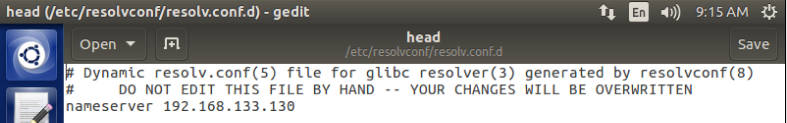 head (/etc/resolvconf/resolv.conf.d) - gedit
En
9:15 AM
Open
head
/etc/resolvconf/resolv.conf.d
Save
# Dynamic resolv.conf(5) file for glibc resolver(3) generated by resolvconf(8)
#     DO NOT EDIT THIS FILE BY HAND -- YOUR CHANGES WILL BE OVERWRITTEN
nameserver 192.168.133.130